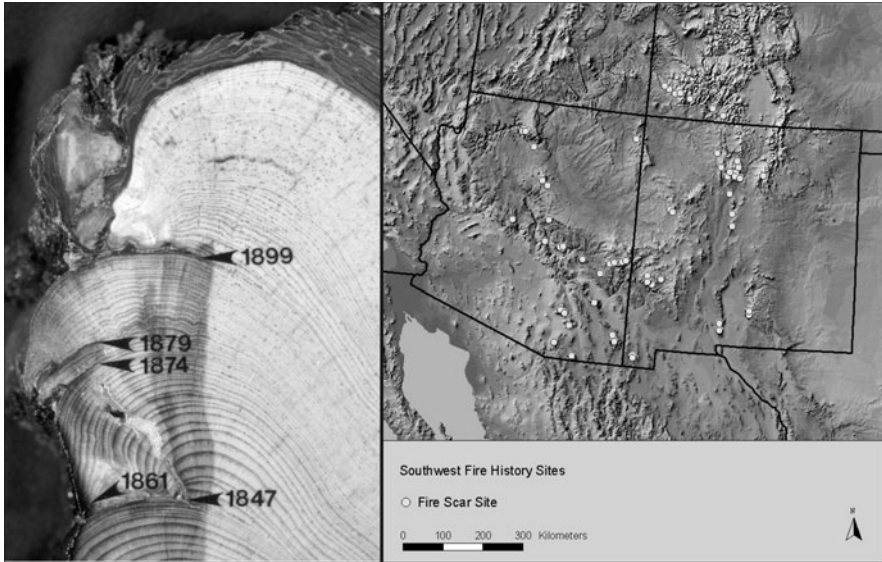 1899
1879
1874
1861
1847
Southwest Fire History Sites
Fire Scar Site
0 100 200 300 Kilometers
N